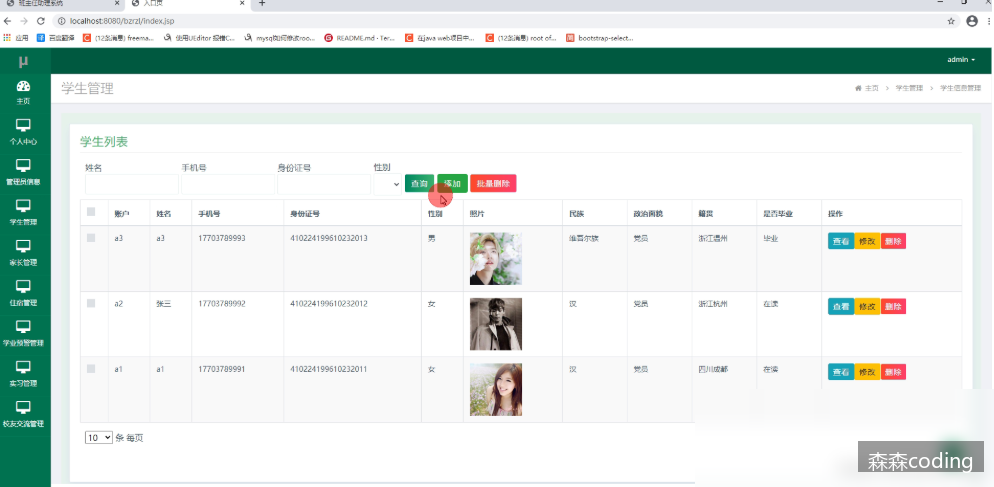 班主任助理系统
入口页
localhost:8080/bzrzl/index.jsp
应用
百度翻译
(12条消息) freema...
使用UEditor 报错C...
mysql如何修改roo...
README.md · Ter...
在java web项目中...
(12条消息) root of...
bootstrap-select...
μ
admin
主页
个人中心
管理员信息
学生管理
家长管理
住宿管理
学业预警管理
实习管理
校友交流管理
学生管理
主页 > 学生管理 > 学生信息管理
学生列表
姓名 手机号 身份证号 性别
查询 添加 批量删除
账户 姓名 手机号 身份证号 性别 照片 民族 政治面貌 籍贯 是否毕业 操作
a3 a3 17703789993 410224199610232013 男 维吾尔族 党员 浙江温州 毕业 查看 修改 删除
a2 张三 17703789992 410224199610232012 女 汉 党员 浙江杭州 在读 查看 修改 删除
a1 a1 17703789991 410224199610232011 女 汉 党员 四川成都 在读 查看 修改 删除
10 条 每页
森森coding